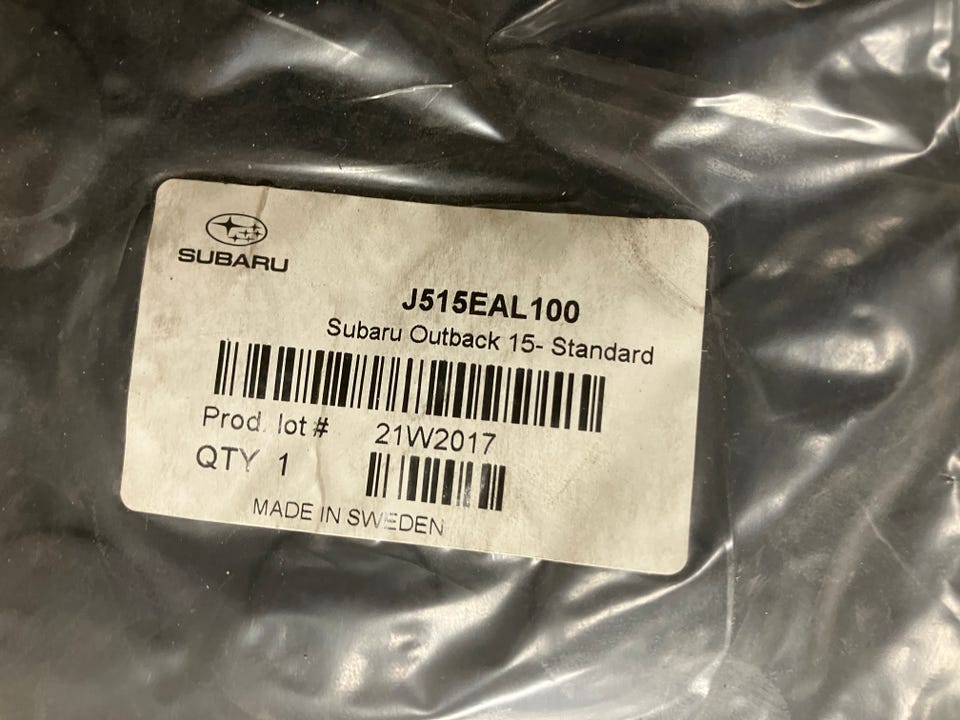 SUBARU
J515EAL100
Subaru Outback 15- Standard
Prod. lot # 21W2017
QTY 1
MADE IN SWEDEN